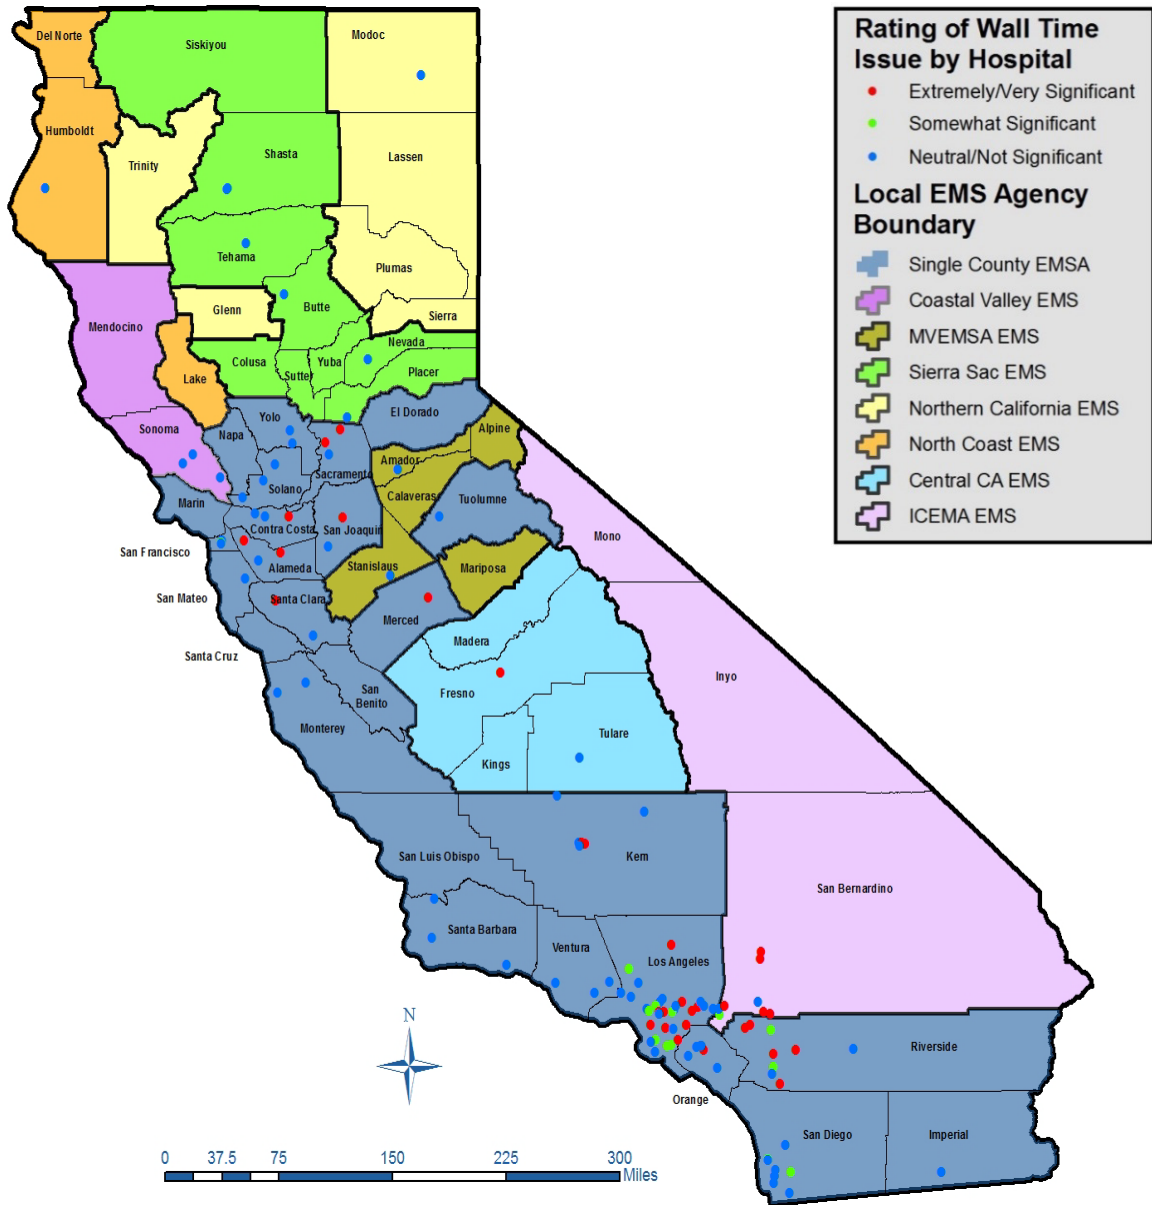 Rating of Wall Time
Issue by Hospital
Extremely/Very Significant
Somewhat Significant
Neutral/Not Significant
Local EMS Agency
Boundary
Single County EMSA
Coastal Valley EMS
MVEMSA EMS
Sierra Sac EMS
Northern California EMS
North Coast EMS
Central CA EMS
ICEMA EMS
Del Norte
Siskiyou
Modoc
Humboldt
Trinity
Shasta
Lassen
Tehama
Plumas
Glenn
Butte
Sierra
Mendocino
Colusa
Sutter
Yuba
Nevada
Placer
Lake
El Dorado
Sonoma
Napa
Yolo
Alpine
Sacramento
Amador
Solano
Calaveras
Tuolumne
Marin
Contra Costa
San Joaquin
Mono
San Francisco
Alameda
Stanislaus
Mariposa
San Mateo
Santa Clara
Merced
Santa Cruz
Madera
San
Benito
Fresno
Inyo
Monterey
Tulare
Kings
San Luis Obispo
Kern
San Bernardino
Santa Barbara
Ventura
Los Angeles
Riverside
Orange
San Diego
Imperial
N
0 37.5 75 150 225 300
Miles